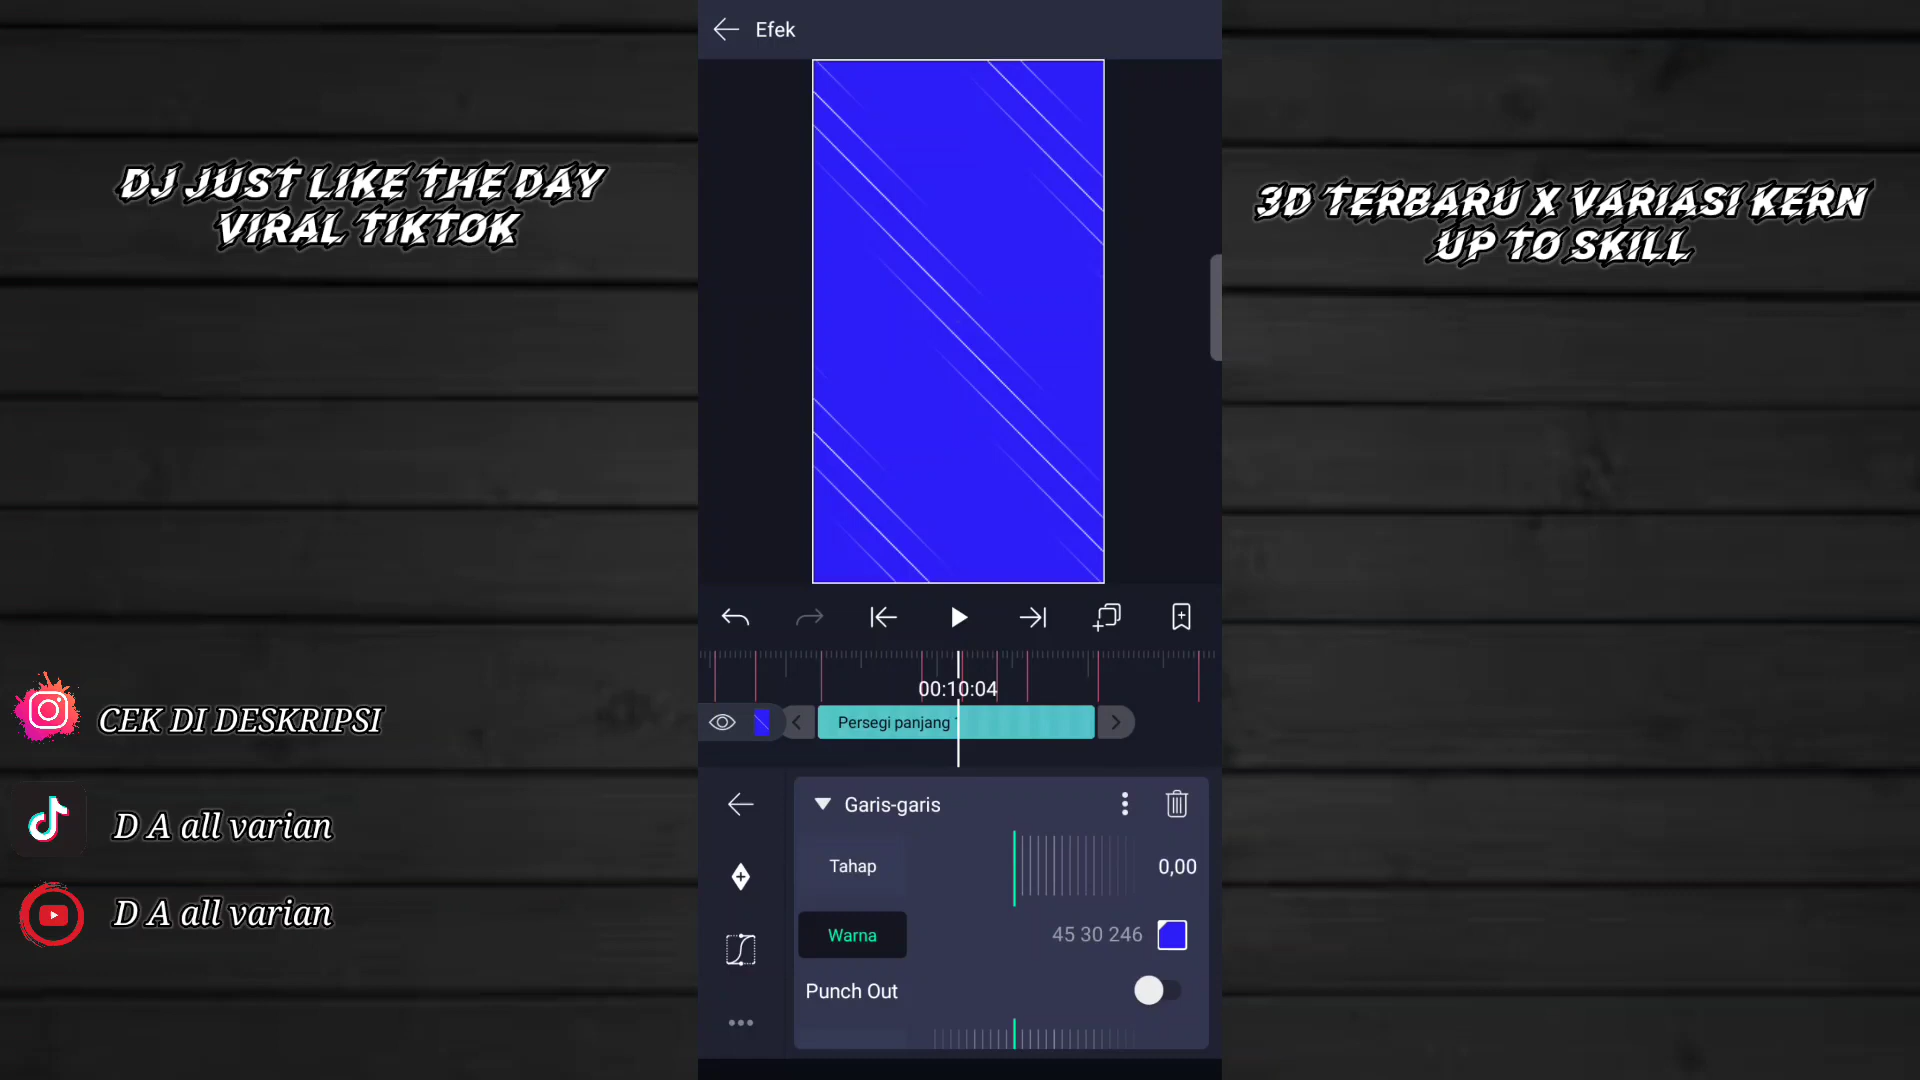 Efek
DJ JUST LIKE THE DAY
VIRAL TIKTOK
3D TERBARU X VARIASI KERN
UP TO SKILL
00:10:04
Persegi panjang
CEK DI DESKRIPSI
D A all varian
D A all varian
Garis-garis
Tahap
0,00
Warna
45 30 246
Punch Out